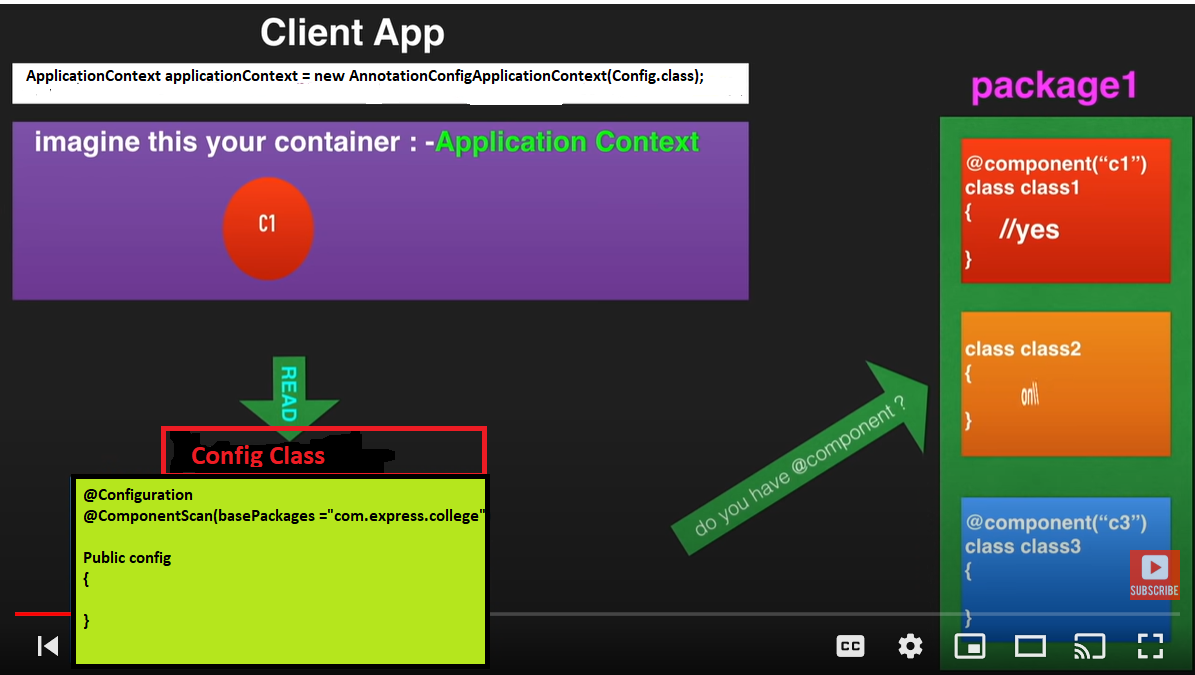 Client App
ApplicationContext applicationContext = new AnnotationConfigApplicationContext(Config.class);
imagine this your container : -Application Context
C1
READ
Config Class
@Configuration
@ComponentScan(basePackages ="com.express.college"
Public config
{
}
do you have @component ?
package1
@component(“c1”)
class class1
{
//yes
}
class class2
{
no\\
}
@component(“c3”)
class class3
{
}
SUBSCRIBE
CC